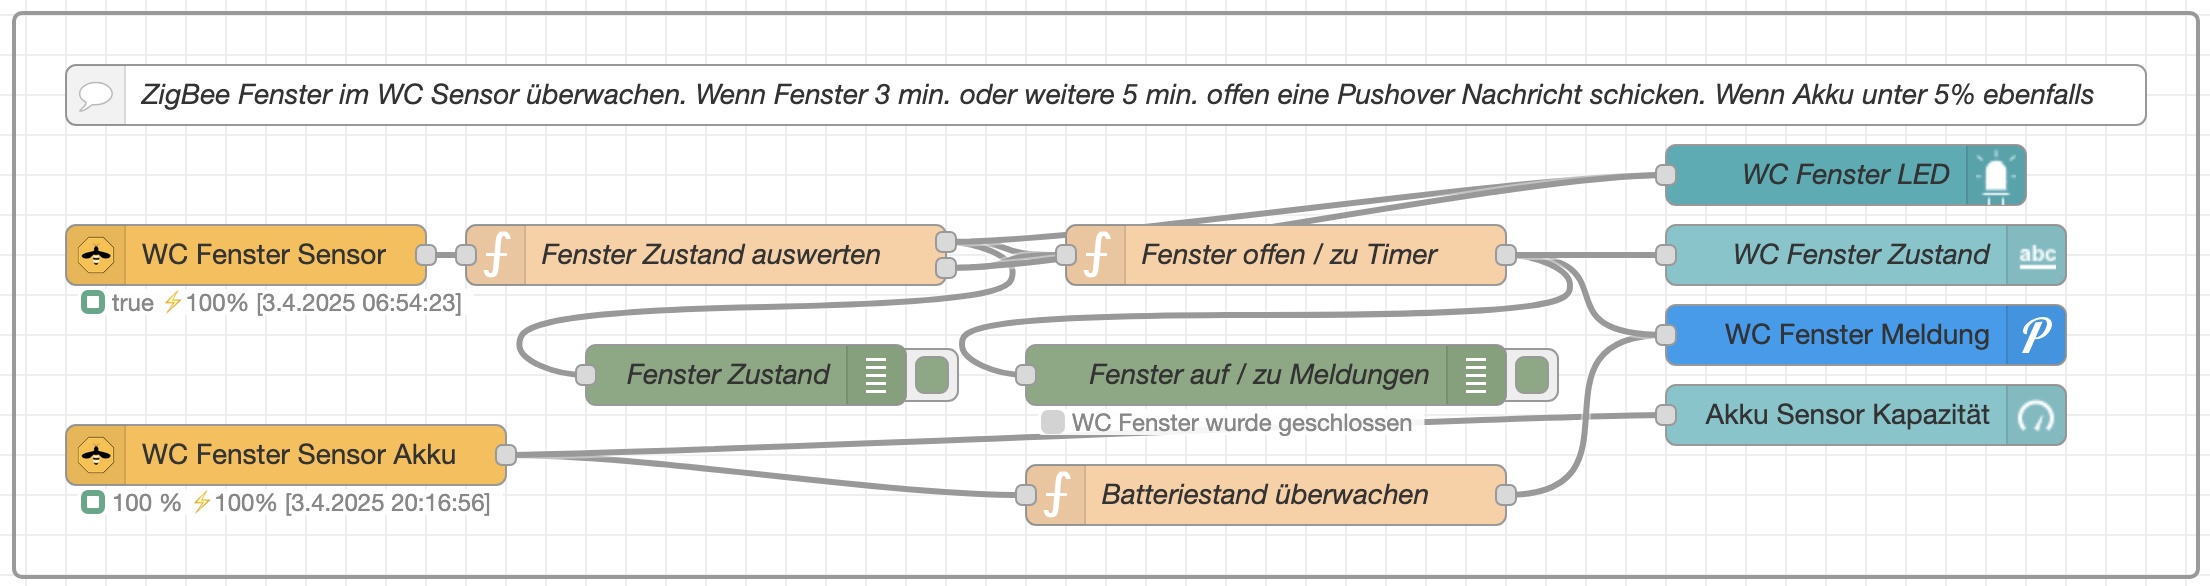 ZigBee Fenster im WC Sensor überwachen. Wenn Fenster 3 min. oder weitere 5 min. offen eine Pushover Nachricht schicken. Wenn Akku unter 5% ebenfalls
WC Fenster LED
WC Fenster Sensor
Fenster Zustand auswerten
Fenster offen / zu Timer
WC Fenster Zustand
abc
true ⚡100% [3.4.2025 06:54:23]
WC Fenster Meldung
Fenster Zustand
Fenster auf / zu Meldungen
WC Fenster wurde geschlossen
Akku Sensor Kapazität
WC Fenster Sensor Akku
100 % ⚡100% [3.4.2025 20:16:56]
Batteriestand überwachen